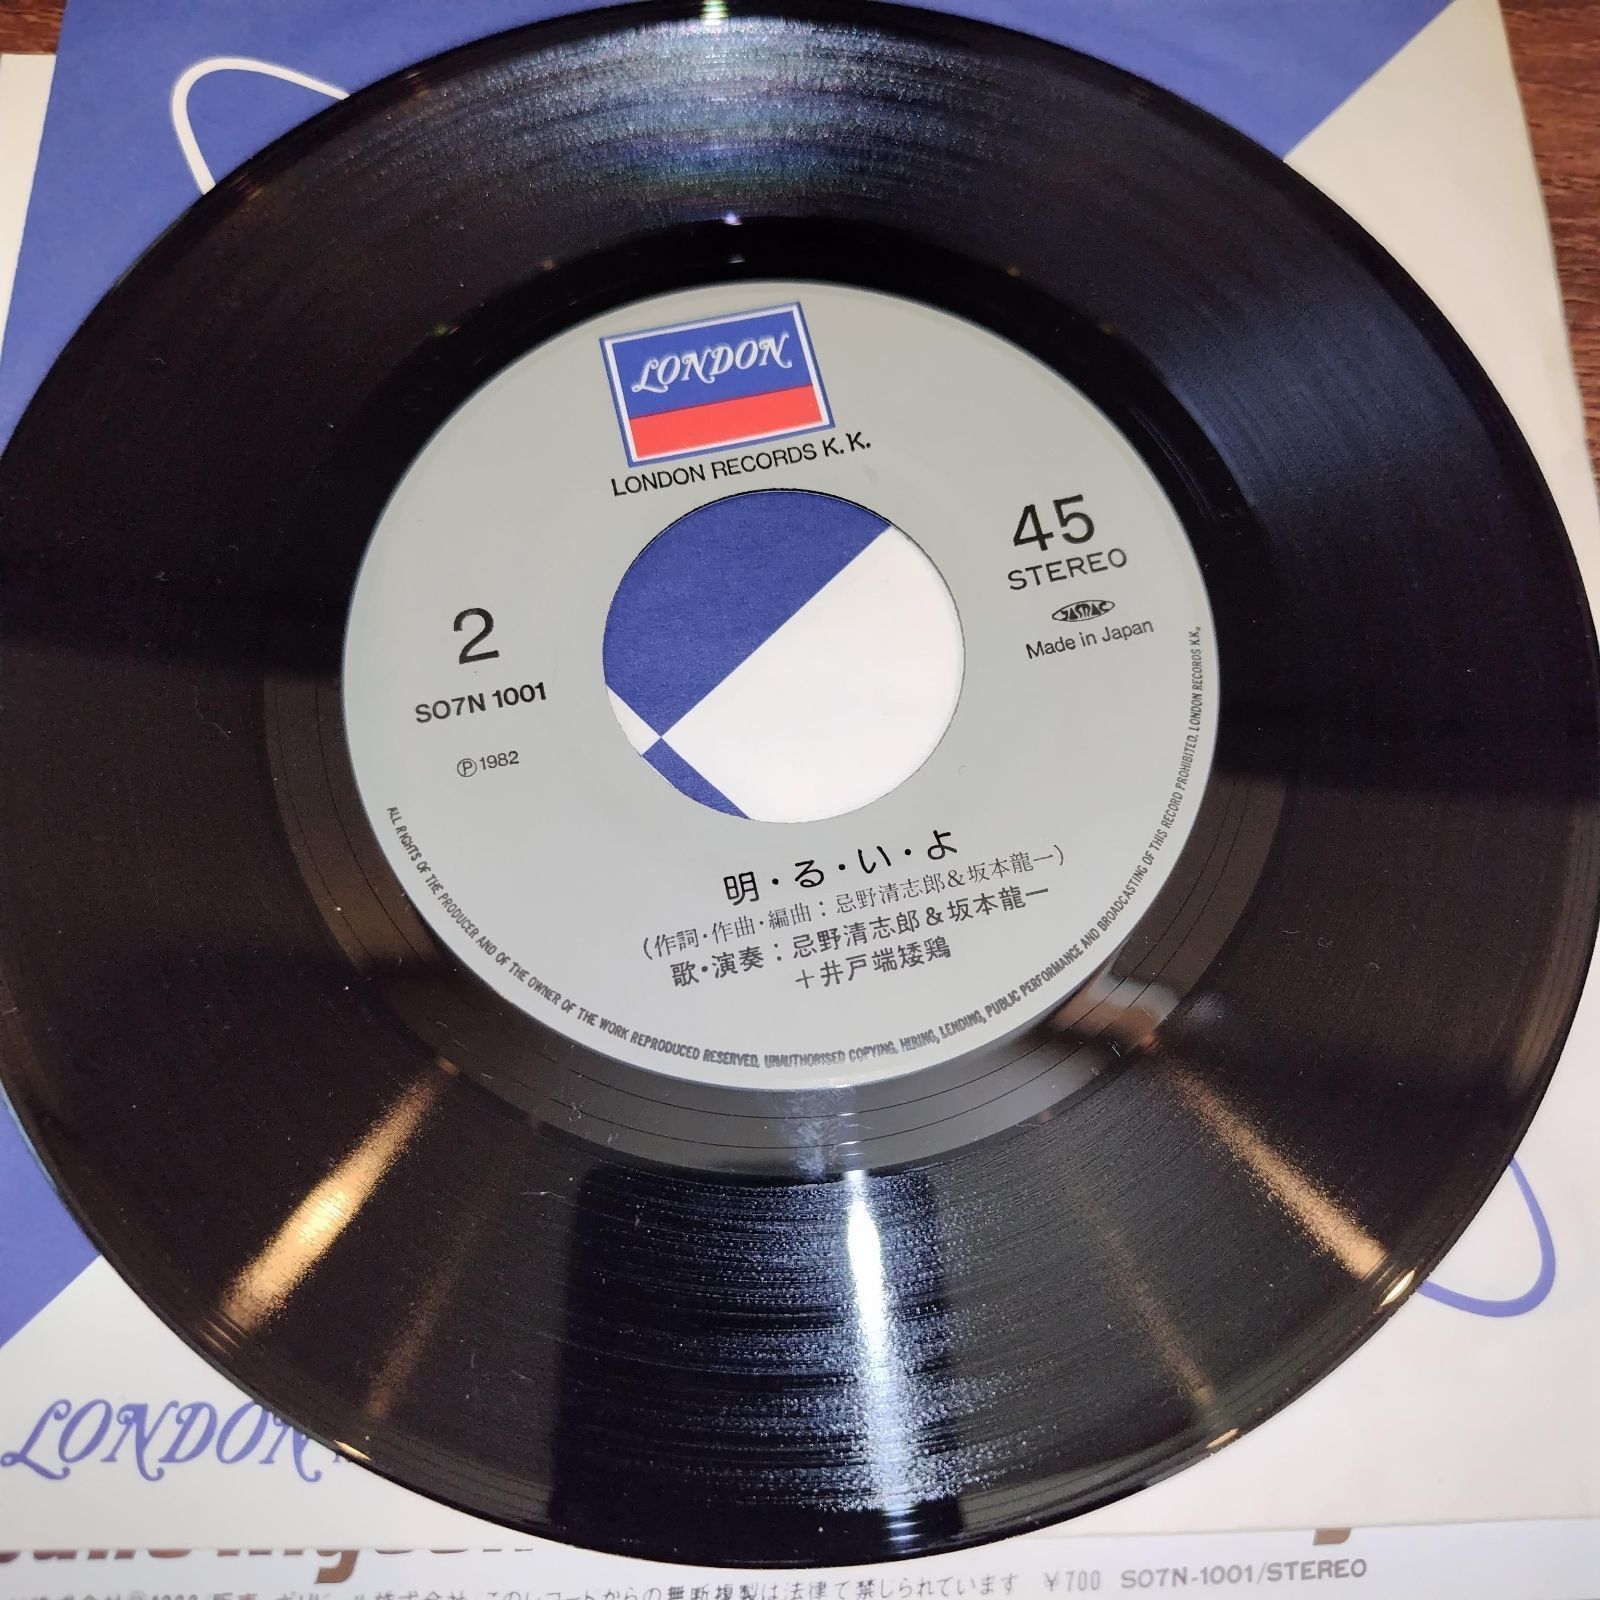 LONDON
LONDON RECORDS K.K.
45
STEREO
JASRAC
Made in Japan
2
SO7N 1001
Ⓟ1982
明・る・い・よ
(作詞・作曲・編曲：忌野清志郎＆坂本龍一)
歌・演奏：忌野清志郎＆坂本龍一
＋井戸端矮鶏
ALL RIGHTS OF THE PRODUCER AND OF THE OWNER OF THE WORK REPRODUCED RESERVED. UNAUTHORISED COPYING, HIRING, LENDING, PUBLIC PERFORMANCE AND BROADCASTING OF THIS RECORD PROHIBITED. LONDON RECORDS K.K.
LONDON
このレコードからの無断複製は法律で禁じられています ¥700 SO7N-1001/STEREO